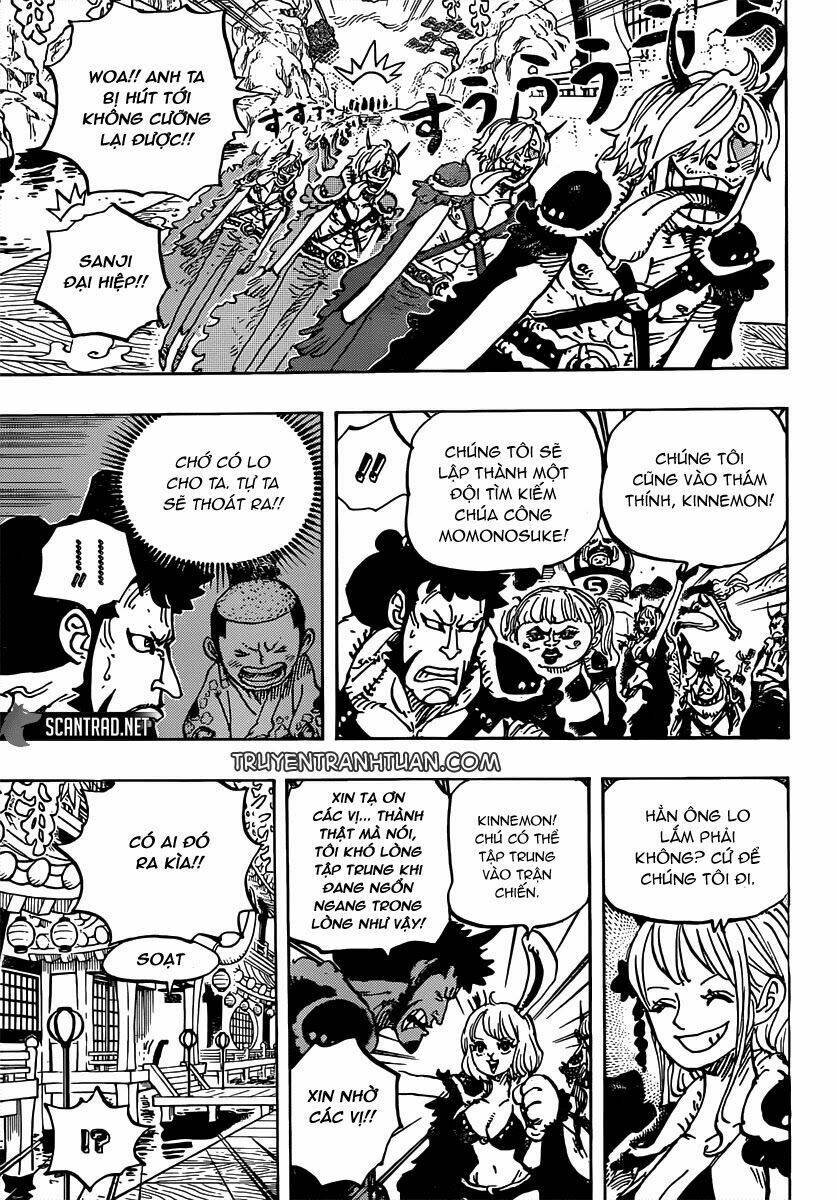 WOA!! ANH TA
BỊ HÚT TỚI
KHÔNG CƯỠNG
LẠI ĐƯỢC!!
すすーっ
すうううう
SANJI
ĐẠI HIỆP!!
CHÚNG TÔI
CŨNG VÀO THÁM
THÍNH, KINNEMON!
CHÚNG TÔI SẼ
LẬP THÀNH MỘT
ĐỘI TÌM KIẾM
CHÚA CÔNG
MOMONOSUKE!
!!
S
CHỚ CÓ LO
CHO TA. TỰ TA
SẼ THOÁT RA!!
SCANTRAD.NET
TRUYENTRANHTUAN.COM
HẲN ÔNG LO
LẮM PHẢI
KHÔNG? CỨ ĐỂ
CHÚNG TÔI ĐI.
KINNEMON!
CHÚ CÓ THỂ
TẬP TRUNG
VÀO TRẬN
CHIẾN.
XIN TẠ ƠN
CÁC VỊ... THÀNH
THẬT MÀ NÓI,
TÔI KHÓ LÒNG
TẬP TRUNG KHI
ĐANG NGỔN
NGANG TRONG
LÒNG NHƯ VẬY!
XIN NHỜ
CÁC VỊ!!
CÓ AI ĐÓ
RA KÌA!!
SOẠT
!?